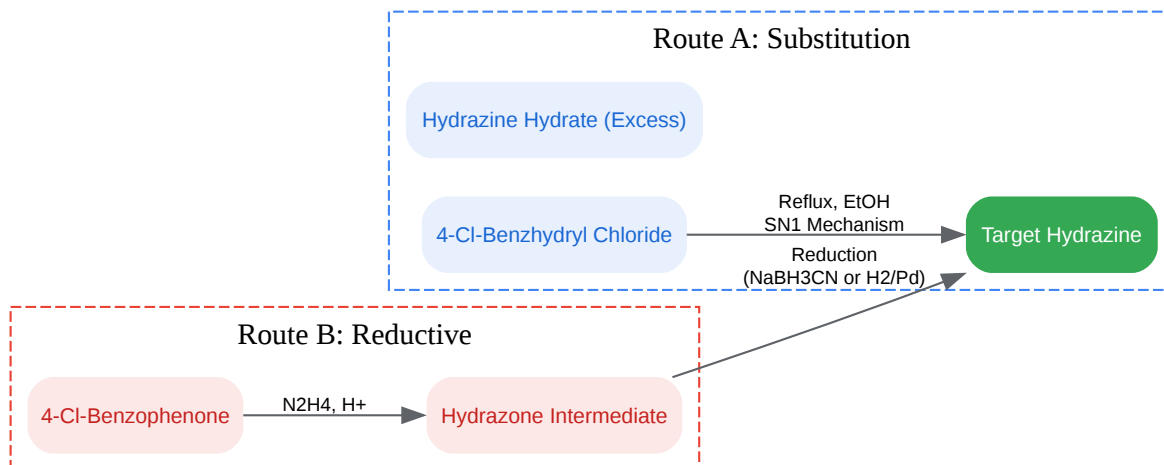 Route A: Substitution
Hydrazine Hydrate (Excess)
4-Cl-Benzhydryl Chloride
Reflux, EtOH
SN1 Mechanism
Target Hydrazine
Reduction
(NaBH3CN or H2/Pd)
Route B: Reductive
4-Cl-Benzophenone
N2H4, H+
Hydrazone Intermediate